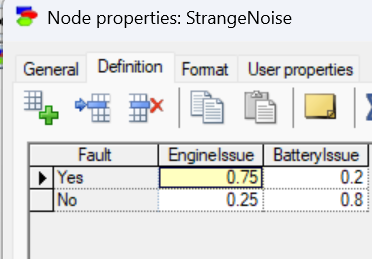 Node properties: StrangeNoise
General Definition Format User properties
Fault EngineIssue BatteryIssue
Yes 0.75 0.2
No 0.25 0.8